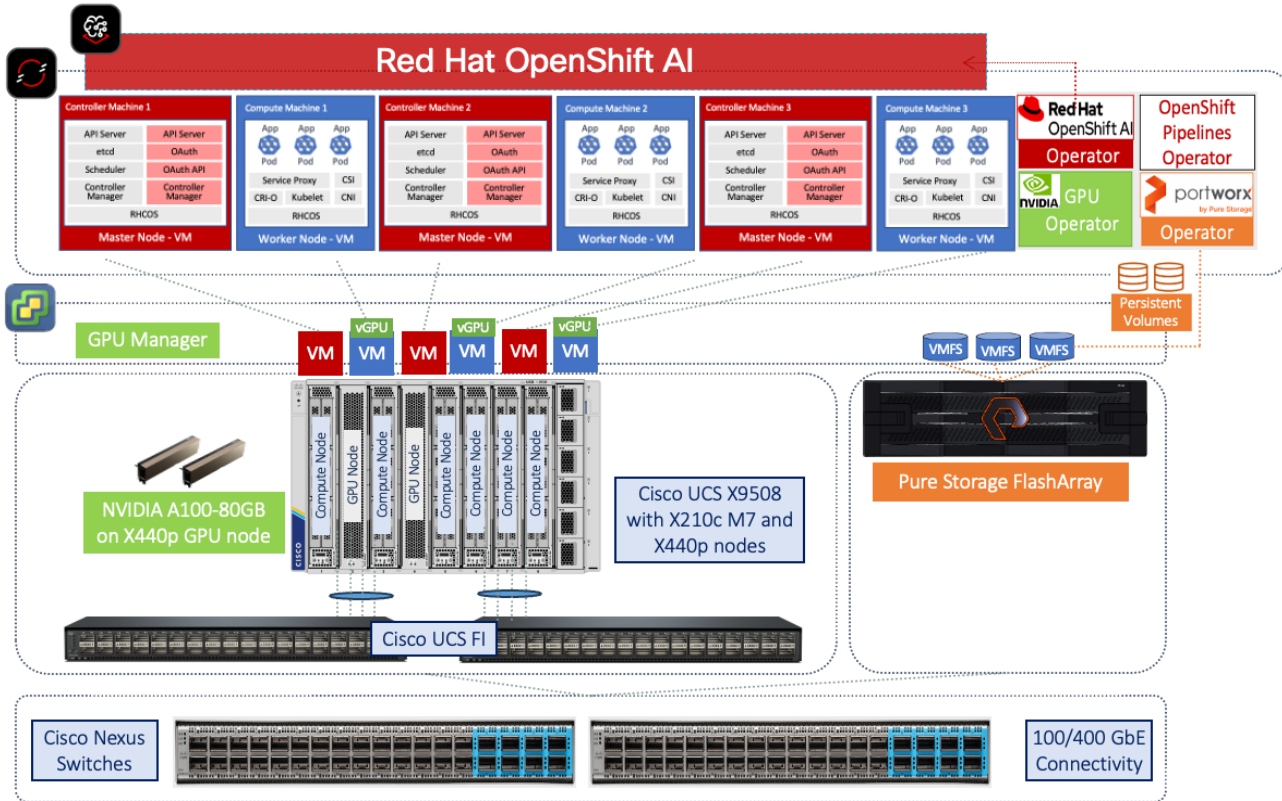 Red Hat OpenShift AI
Controller Machine 1
API Server
API Server
etcd
OAuth
Scheduler
OAuth API
Controller
Manager
Controller
Manager
RHCOS
Master Node - VM
Compute Machine 1
App
App
App
Pod
Pod
Pod
Service Proxy
CSI
CRI-O
Kubelet
CNI
RHCOS
Worker Node - VM
Controller Machine 2
API Server
API Server
etcd
OAuth
Scheduler
OAuth API
Controller
Manager
Controller
Manager
RHCOS
Master Node - VM
Compute Machine 2
App
App
App
Pod
Pod
Pod
Service Proxy
CSI
CRI-O
Kubelet
CNI
RHCOS
Worker Node - VM
Controller Machine 3
API Server
API Server
etcd
OAuth
Scheduler
OAuth API
Controller
Manager
Controller
Manager
RHCOS
Master Node - VM
Compute Machine 3
App
App
App
Pod
Pod
Pod
Service Proxy
CSI
CRI-O
Kubelet
CNI
RHCOS
Worker Node - VM
Red Hat
OpenShift AI
Operator
OpenShift
Pipelines
Operator
NVIDIA
GPU
Operator
portworx
by Pure Storage
Operator
Persistent
Volumes
GPU Manager
VM
vGPU
VM
VM
vGPU
VM
VM
vGPU
VM
VMFS
VMFS
VMFS
Compute Node
GPU Node
Compute Node
GPU Node
Compute Node
Compute Node
Compute Node
Compute Node
CISCO
NVIDIA A100-80GB
on X440p GPU node
Cisco UCS X9508
with X210c M7 and
X440p nodes
Pure Storage FlashArray
Cisco UCS FI
Cisco Nexus
Switches
100/400 GbE
Connectivity